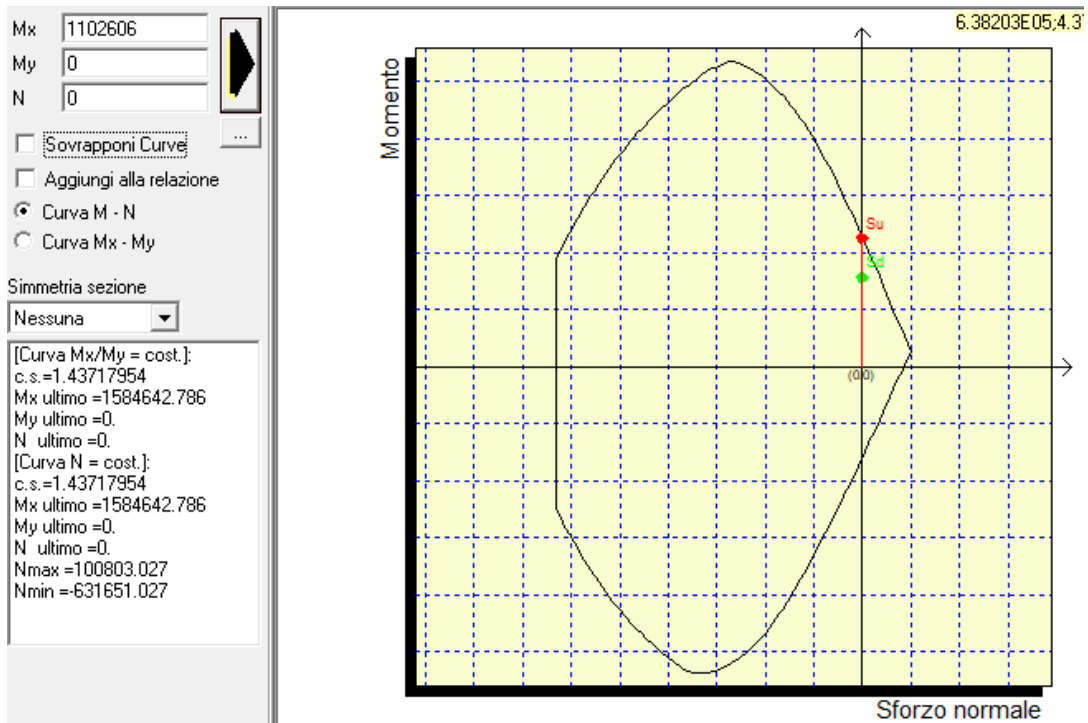 Mx 1102606
My 0
N 0
...
Sovrapponi Curve
Aggiungi alla relazione
Curva M - N
Curva Mx - My
Simmetria sezione
Nessuna
[Curva Mx/My = cost.]:
c.s.=1.43717954
Mx ultimo =1584642.786
My ultimo =0.
N ultimo =0.
[Curva N = cost.]:
c.s.=1.43717954
Mx ultimo =1584642.786
My ultimo =0.
N ultimo =0.
Nmax =100803.027
Nmin =-631651.027
6.38203E05;4.37
Momento
Su
Sd
(0;0)
Sforzo normale